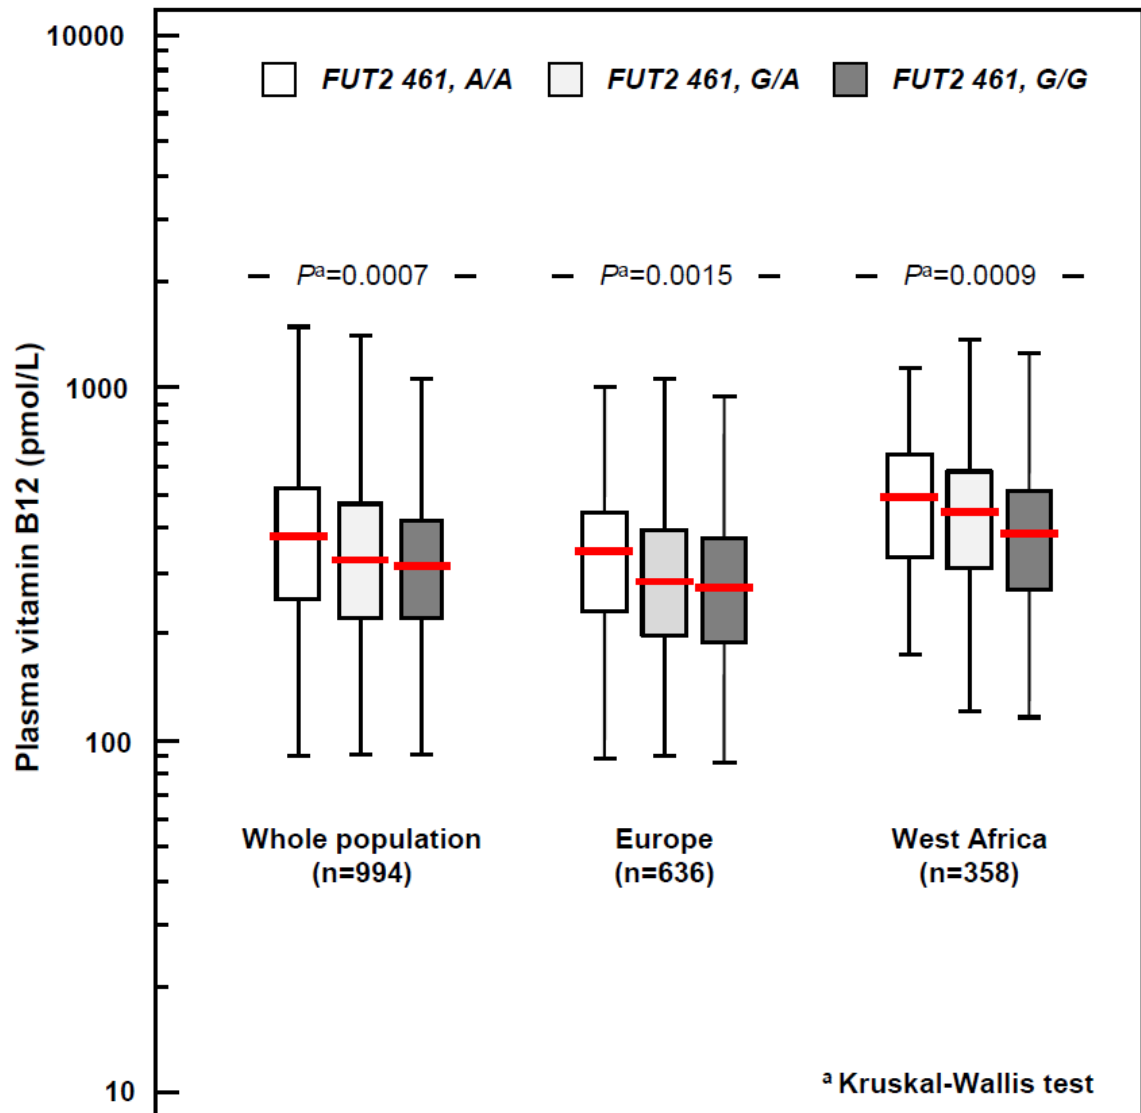 10000
FUT2 461, A/A FUT2 461, G/A FUT2 461, G/G
Pᵃ=0.0007 Pᵃ=0.0015 Pᵃ=0.0009
Plasma vitamin B12 (pmol/L)
1000
100
Whole population Europe West Africa
(n=994) (n=636) (n=358)
10
ᵃ Kruskal-Wallis test